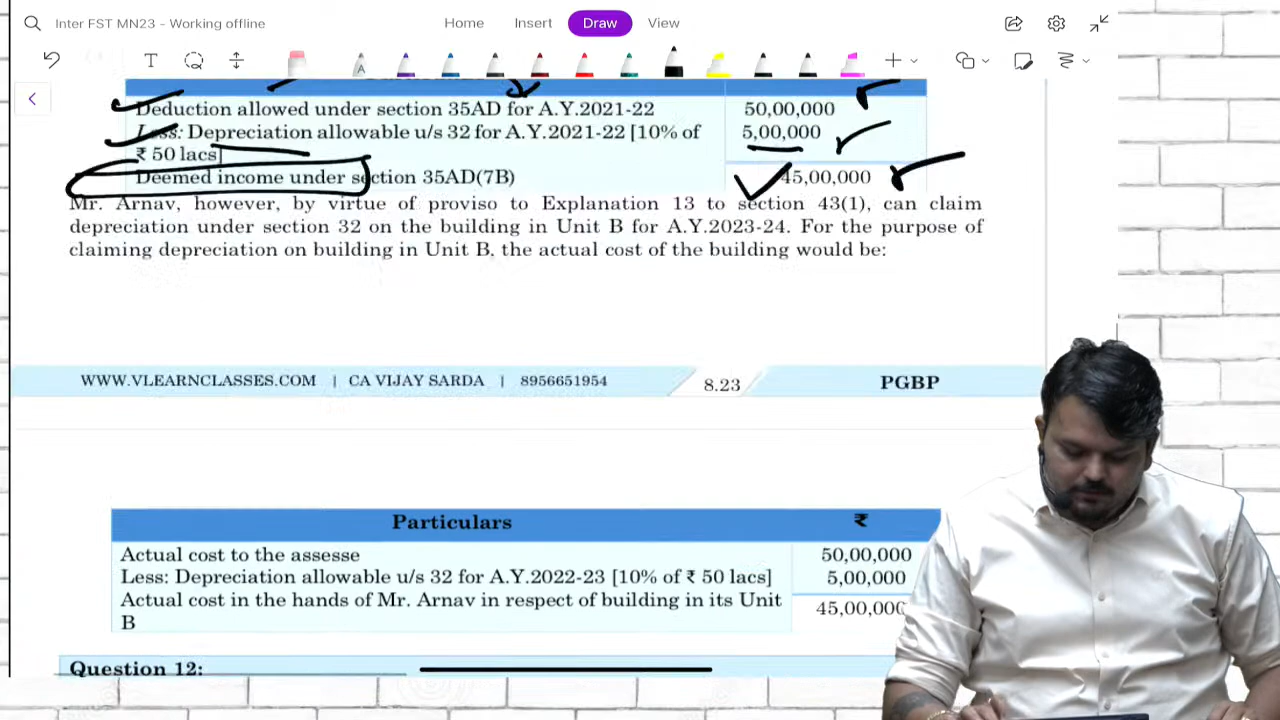 Inter FST MN23 - Working offline
Home Insert Draw View
Deduction allowed under section 35AD for A.Y.2021-22 50,00,000
Less: Depreciation allowable u/s 32 for A.Y.2021-22 [10% of 5,00,000
₹ 50 lacs]
Deemed income under section 35AD(7B) 45,00,000
Mr. Arnav, however, by virtue of proviso to Explanation 13 to section 43(1), can claim
depreciation under section 32 on the building in Unit B for A.Y.2023-24. For the purpose of
claiming depreciation on building in Unit B, the actual cost of the building would be:
WWW.VLEARNCLASSES.COM | CA VIJAY SARDA | 8956651954 8.23 PGBP
Particulars ₹
Actual cost to the assesse 50,00,000
Less: Depreciation allowable u/s 32 for A.Y.2022-23 [10% of ₹ 50 lacs] 5,00,000
Actual cost in the hands of Mr. Arnav in respect of building in its Unit 45,00,000
B
Question 12: